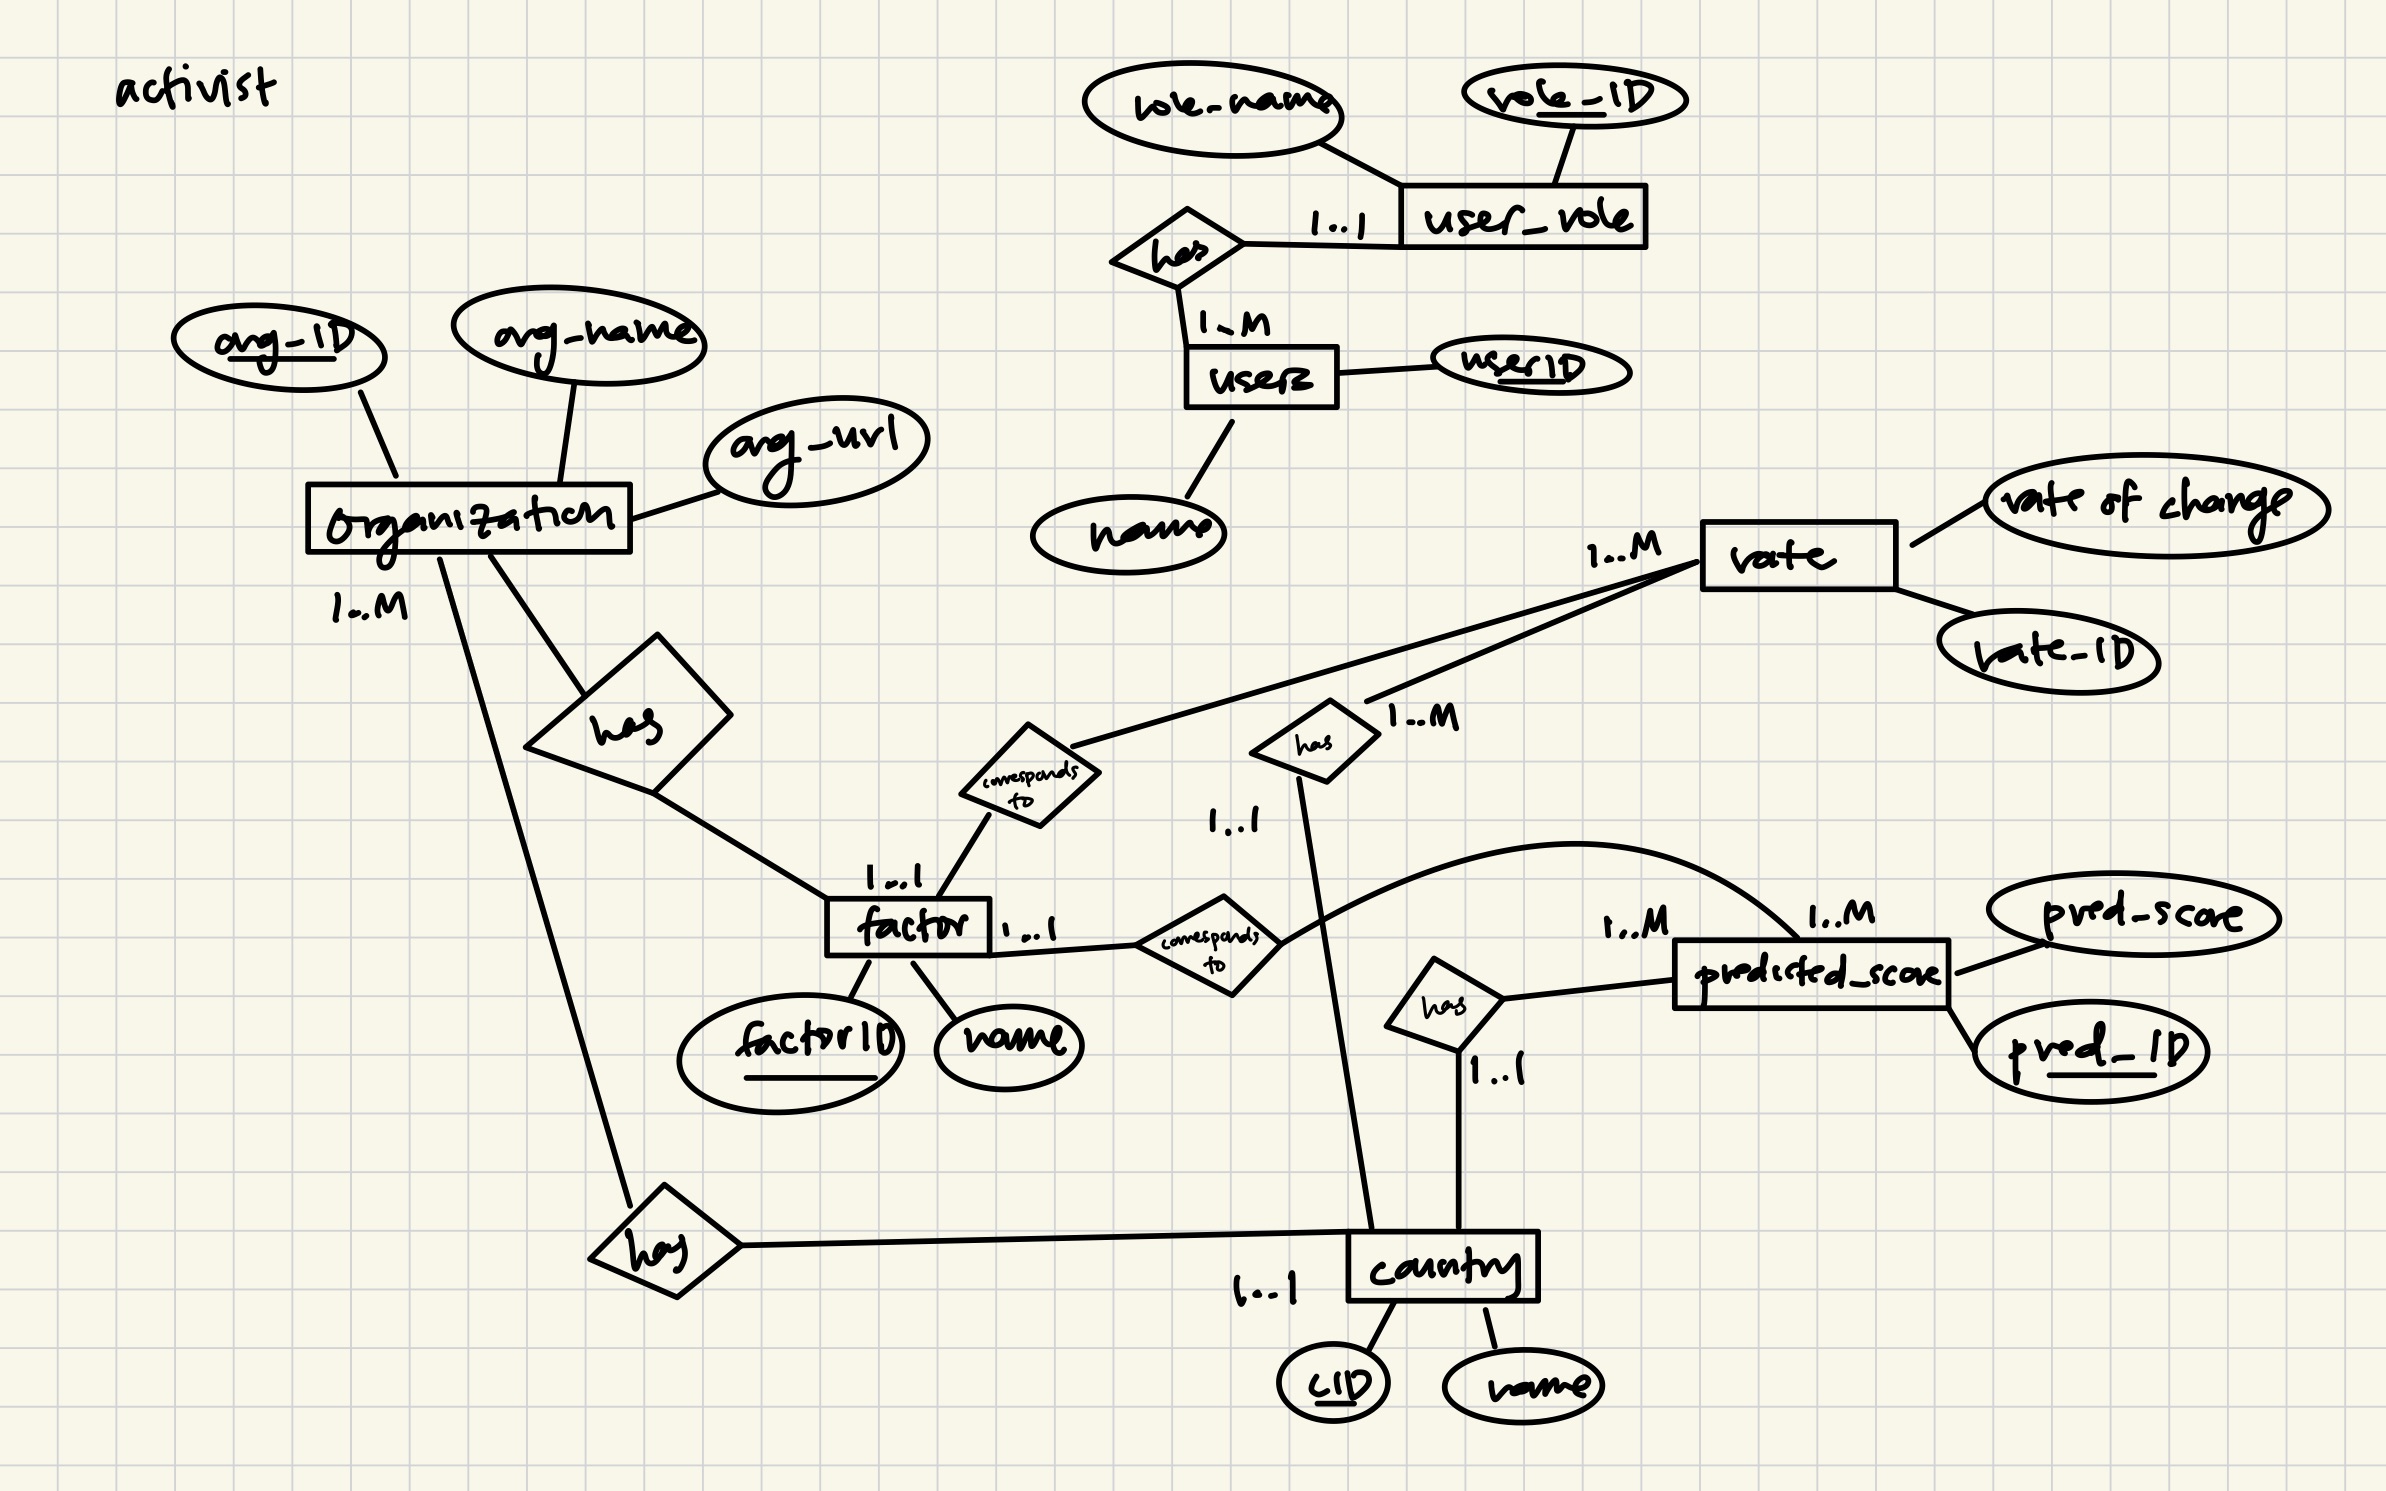 activist
role_name
role_ID
user_role
1..1
has
1..M
users
userID
name
org_ID
org_name
org_url
organization
1..M
has
rate of change
rate
rate_ID
1..M
has
1..M
corresponds
to
1..1
1..1
factor
1..1
corresponds
to
factorID
name
1..M
1..M
pred_score
predicted_score
pred_ID
has
1..1
has
country
1..1
CID
name